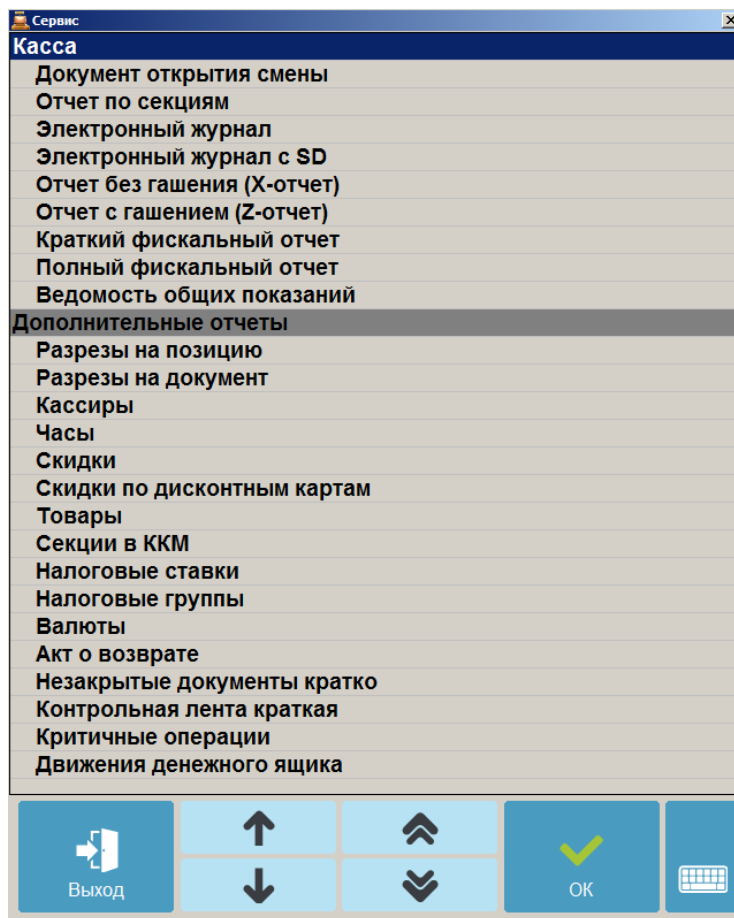 Сервис
Касса
Документ открытия смены
Отчет по секциям
Электронный журнал
Электронный журнал с SD
Отчет без гашения (X-отчет)
Отчет с гашением (Z-отчет)
Краткий фискальный отчет
Полный фискальный отчет
Ведомость общих показаний
Дополнительные отчеты
Разрезы на позицию
Разрезы на документ
Кассиры
Часы
Скидки
Скидки по дисконтным картам
Товары
Секции в ККМ
Налоговые ставки
Налоговые группы
Валюты
Акт о возврате
Незакрытые документы кратко
Контрольная лента краткая
Критичные операции
Движения денежного ящика
Выход
ОК